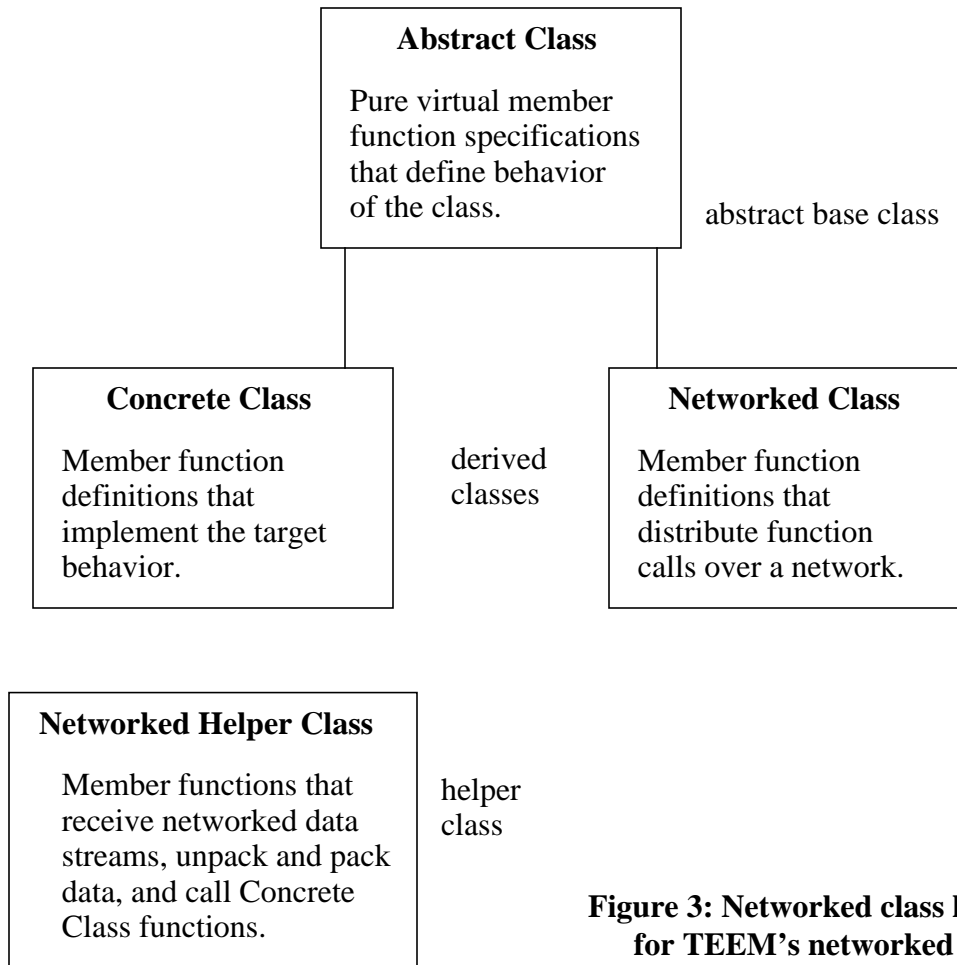 Abstract Class
Pure virtual member
function specifications
that define behavior
of the class.
abstract base class
Concrete Class
Member function
definitions that
implement the target
behavior.
derived
classes
Networked Class
Member function
definitions that
distribute function
calls over a network.
Networked Helper Class
Member functions that
receive networked data
streams, unpack and pack
data, and call Concrete
Class functions.
helper
class
Figure 3: Networked class
for TEEM's networked